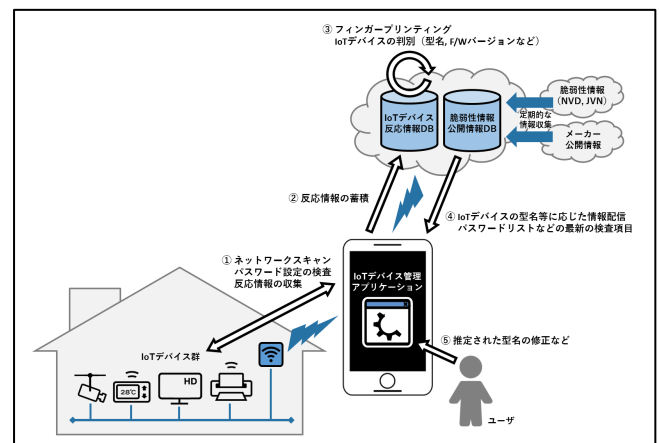 ③ フィンガープリンティング
IoTデバイスの判別（型名, F/Wバージョンなど）
IoTデバイス
反応情報DB
脆弱性情報
公開情報DB
脆弱性情報
（NVD, JVN）
定期的な
情報収集
メーカー
公開情報
② 反応情報の蓄積
④ IoTデバイスの型名等に応じた情報配信
パスワードリストなどの最新の検査項目
① ネットワークスキャン
パスワード設定の検査
反応情報の収集
IoTデバイス管理
アプリケーション
⑤ 推定された型名の修正など
IoTデバイス群
HD
28℃
ユーザ